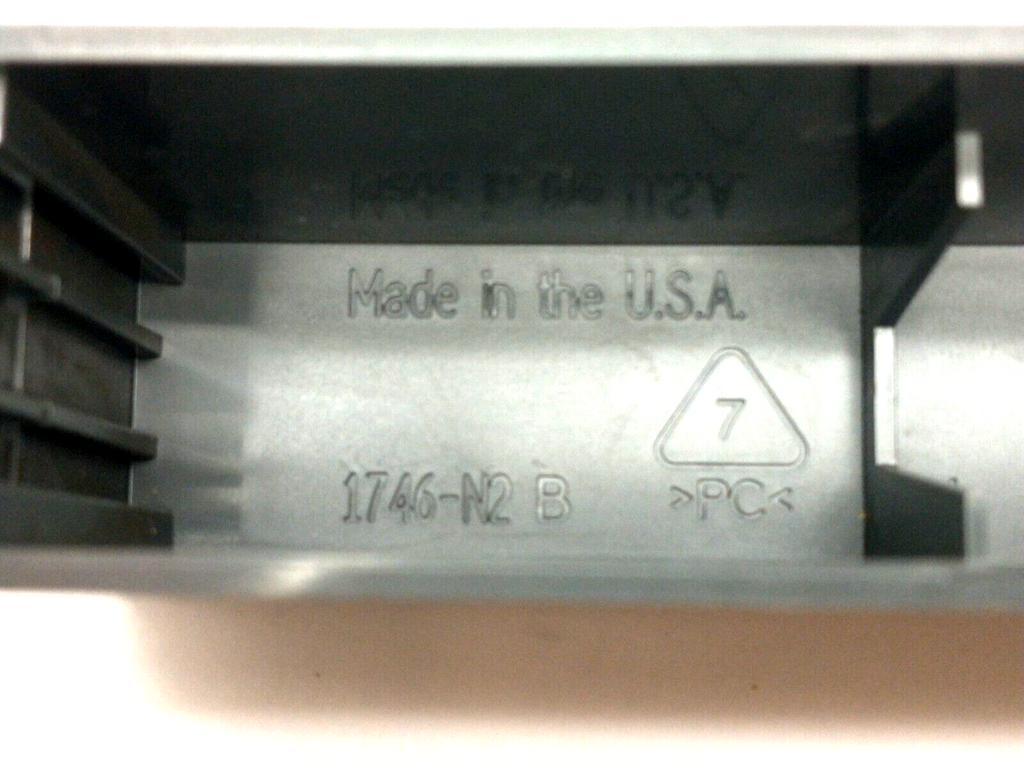 Made in the U.S.A.
7
1746-N2 B
>PC<